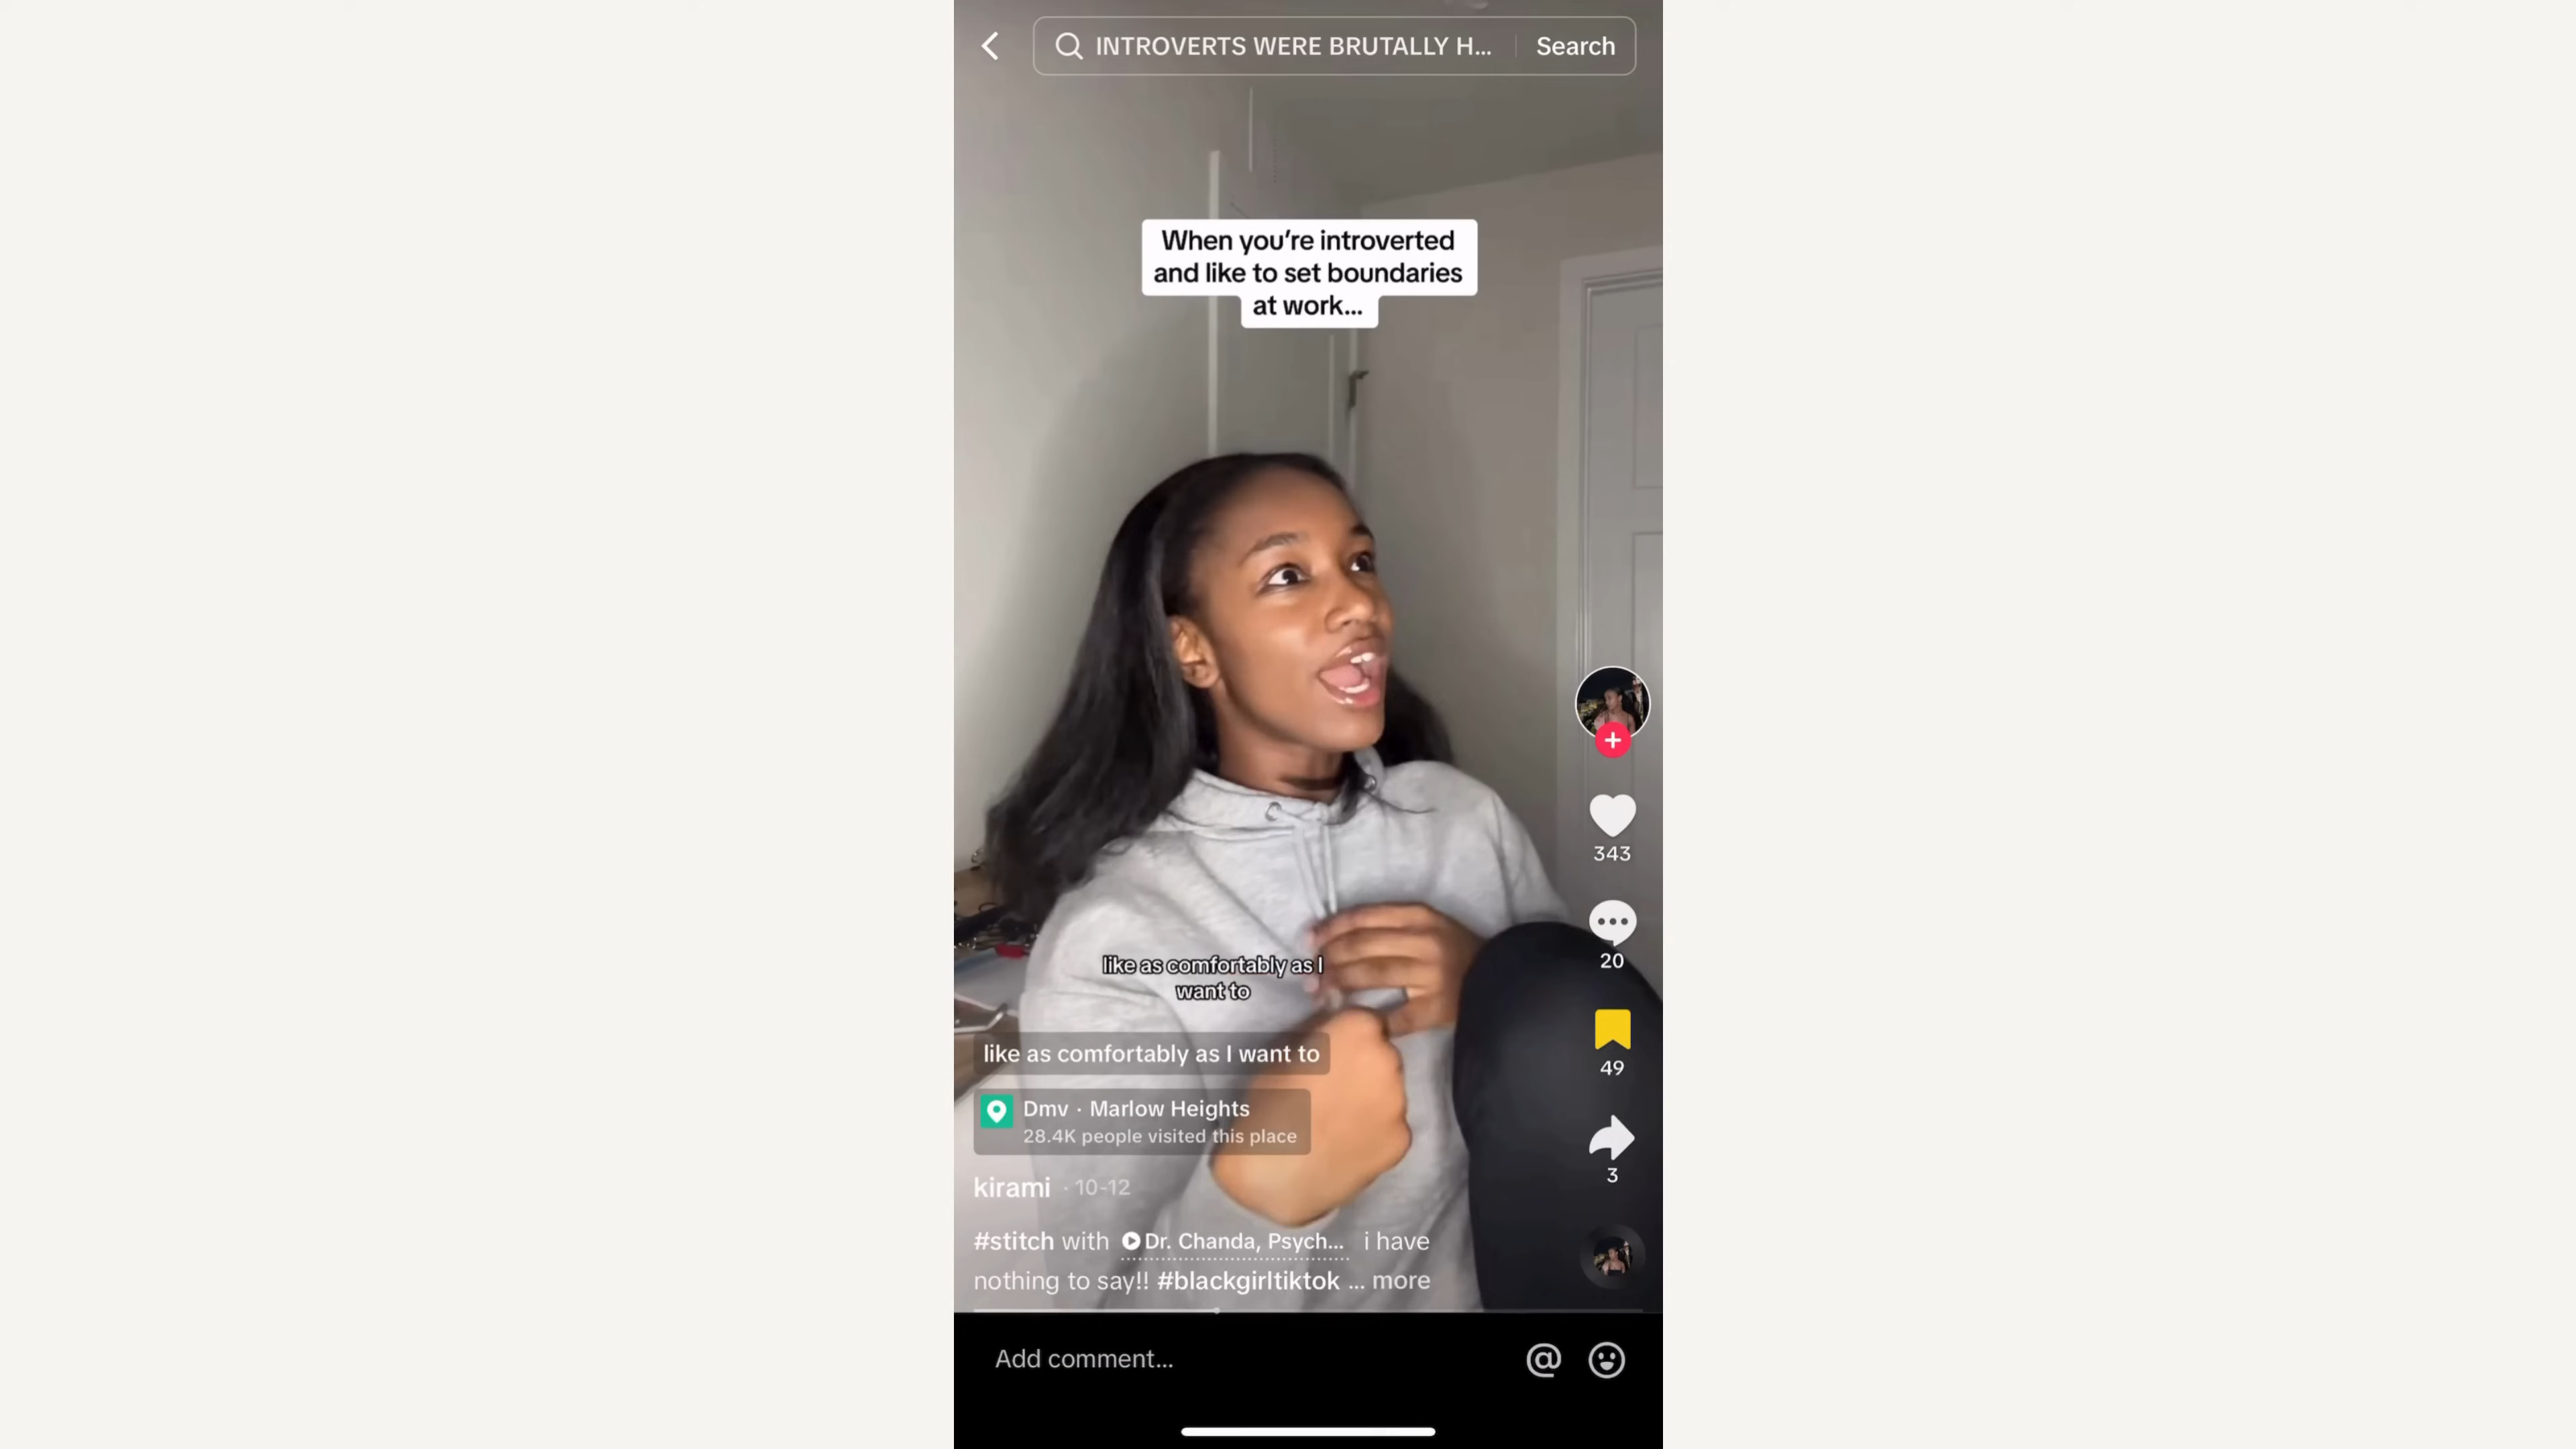 INTROVERTS WERE BRUTALLY H...
Search
When you're introverted
and like to set boundaries
at work...
343
20
like as comfortably as I
want to
49
like as comfortably as I want to
Dmv · Marlow Heights
28.4K people visited this place
3
kirami · 10-12
#stitch with Dr. Chanda, Psych... i have
nothing to say!! #blackgirltiktok ... more
Add comment...
@